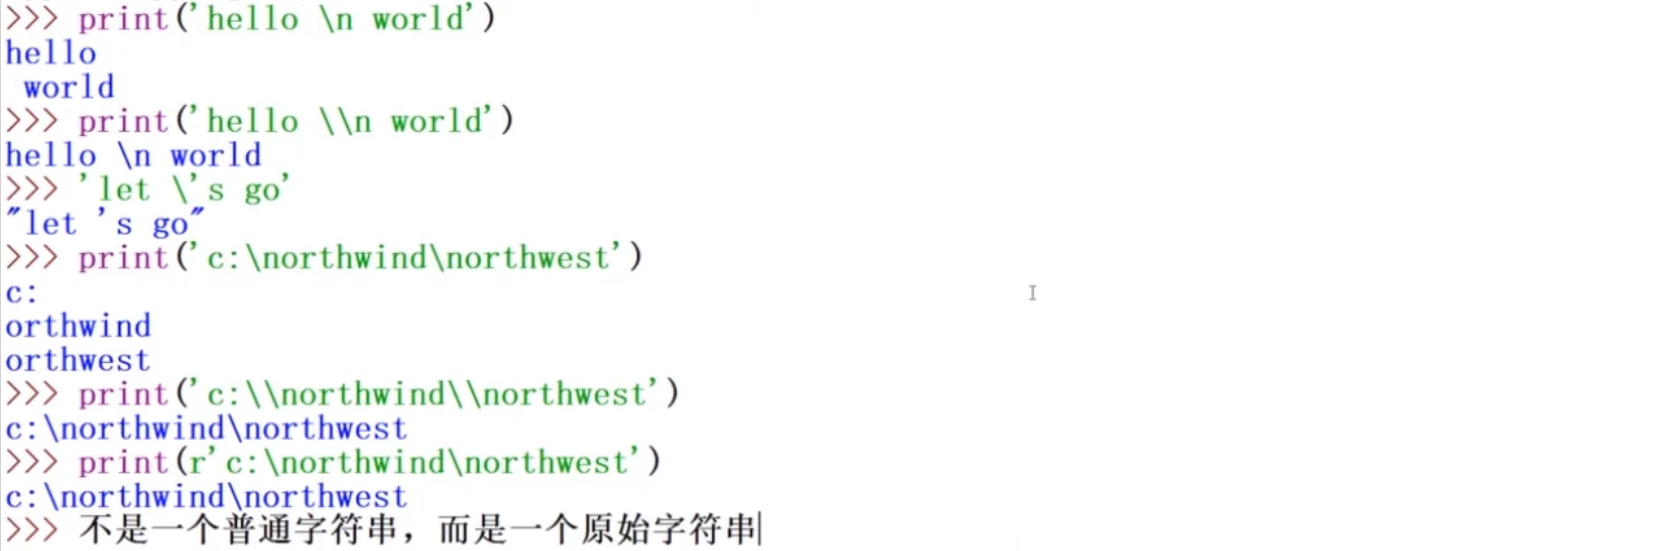 >>> print('hello \n world')
hello
 world
>>> print('hello \\n world')
hello \n world
>>> 'let \'s go'
"let 's go"
>>> print('c:\northwind\northwest')
c:
orthwind
orthwest
>>> print('c:\\northwind\\northwest')
c:\northwind\northwest
>>> print(r'c:\northwind\northwest')
c:\northwind\northwest
>>> 不是一个普通字符串，而是一个原始字符串